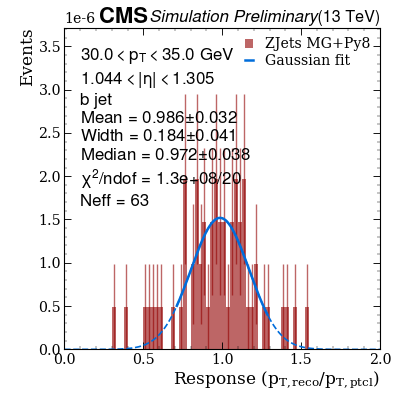 1e-6 CMS Simulation Preliminary (13 TeV)
Events
30.0 < pT < 35.0 GeV
1.044 < |η| < 1.305
b jet
Mean = 0.986±0.032
Width = 0.184±0.041
Median = 0.972±0.038
χ²/ndof = 1.3e+08/20
Neff = 63
ZJets MG+Py8
Gaussian fit
3.5
3.0
2.5
2.0
1.5
1.0
0.5
0.0
0.0 0.5 1.0 1.5 2.0
Response (pT,reco/pT,ptcl)